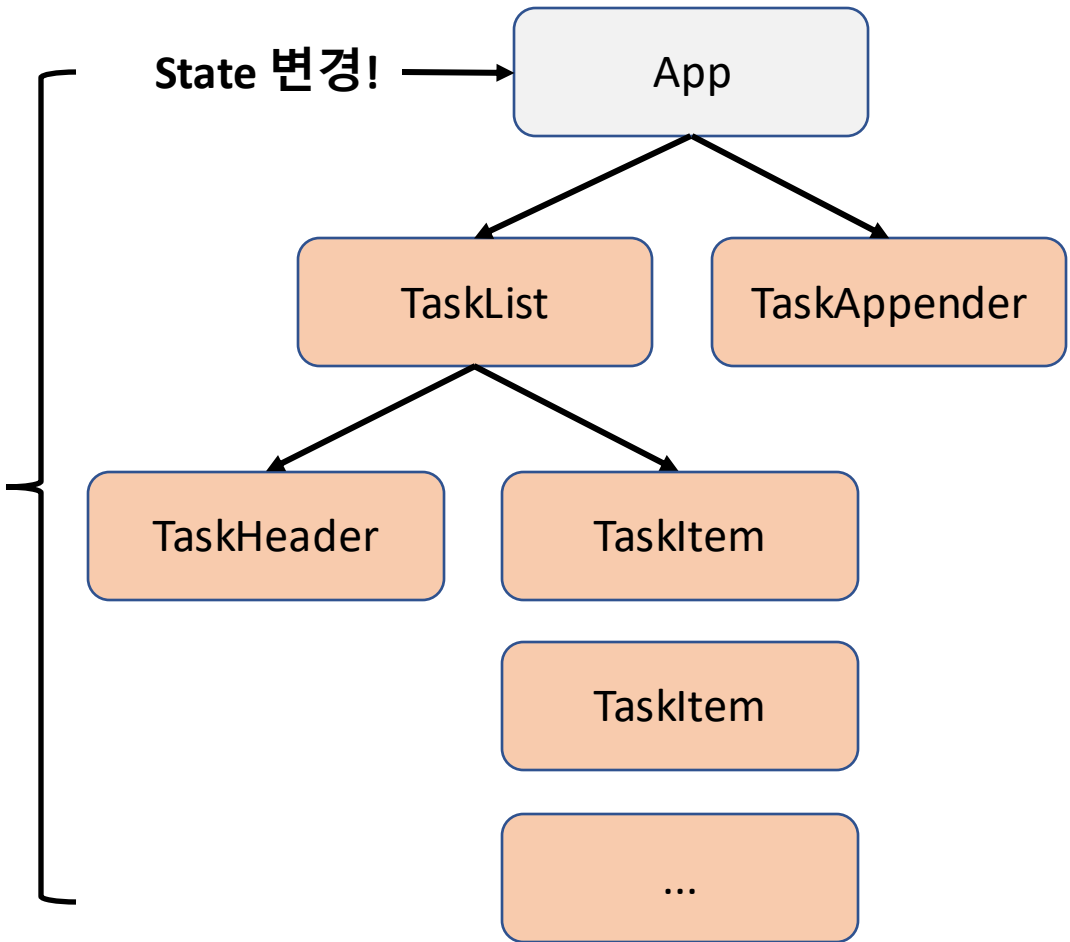 State 변경!
App
TaskList
TaskAppender
TaskHeader
TaskItem
TaskItem
...